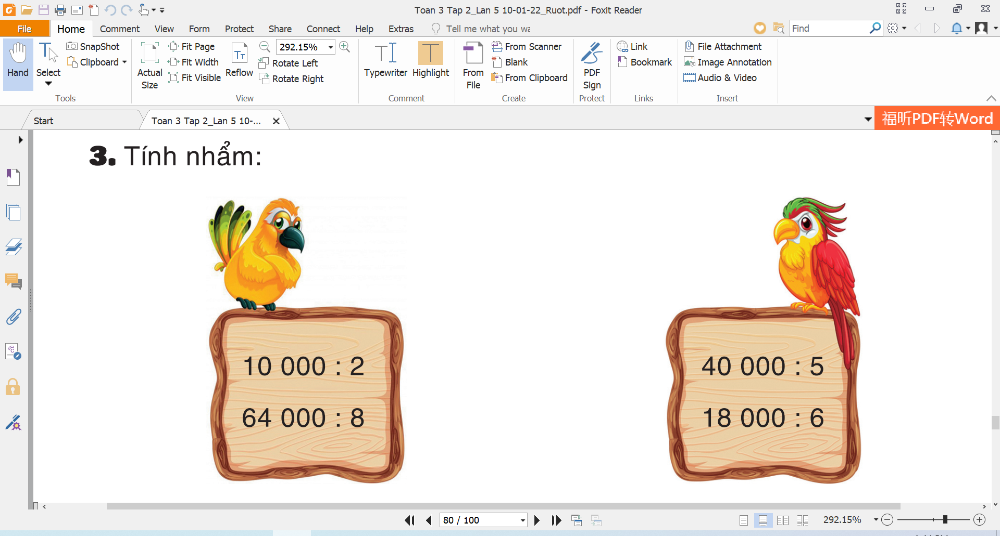 Toan 3 Tap 2_Lan 5 10-01-22_Ruot.pdf - Foxit Reader
File Home Comment View Form Protect Share Connect Help Extras Tell me what you wa Find
Hand
Select
Tools
SnapShot
Clipboard
Actual Size
Fit Page
Fit Width
Fit Visible
Reflow
292.15%
Rotate Left
Rotate Right
View
Typewriter
Highlight
Comment
From File
From Scanner
Blank
From Clipboard
Create
PDF Sign
Protect
Link
Bookmark
Links
File Attachment
Image Annotation
Audio & Video
Insert
Start
Toan 3 Tap 2_Lan 5 10-...
福昕PDF转Word
3. Tính nhẩm:
10 000 : 2
64 000 : 8
40 000 : 5
18 000 : 6
80 / 100
292.15%